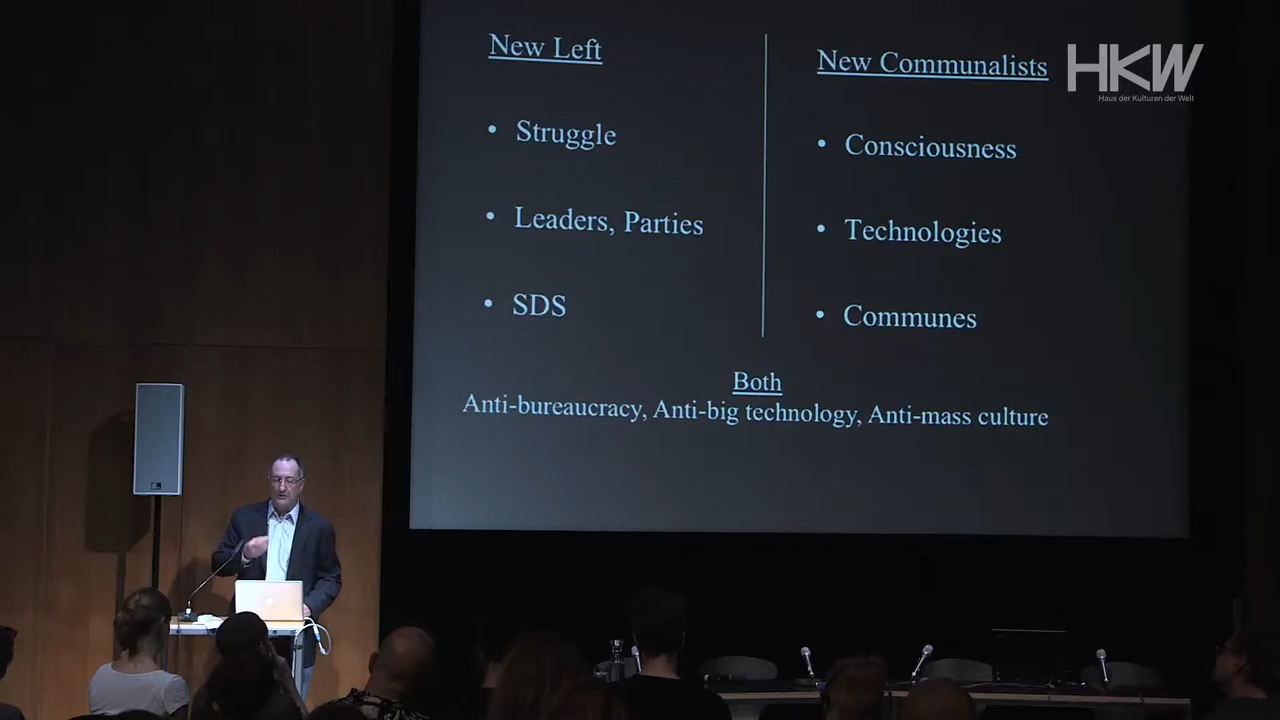 New Left
• Struggle
• Leaders, Parties
• SDS
New Communalists
• Consciousness
• Technologies
• Communes
Both
Anti-bureaucracy, Anti-big technology, Anti-mass culture
HKW
Haus der Kulturen der Welt